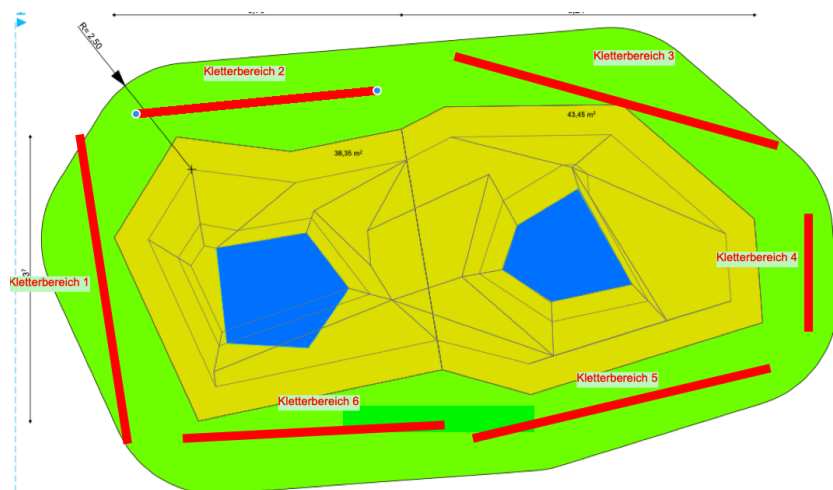 R= 2,50
Kletterbereich 2
Kletterbereich 3
43,45 m²
38,35 m²
Kletterbereich 4
Kletterbereich 1
Kletterbereich 5
Kletterbereich 6